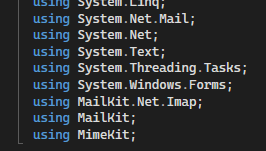 using System.Linq;
using System.Net.Mail;
using System.Net;
using System.Text;
using System.Threading.Tasks;
using System.Windows.Forms;
using MailKit.Net.Imap;
using MailKit;
using MimeKit;